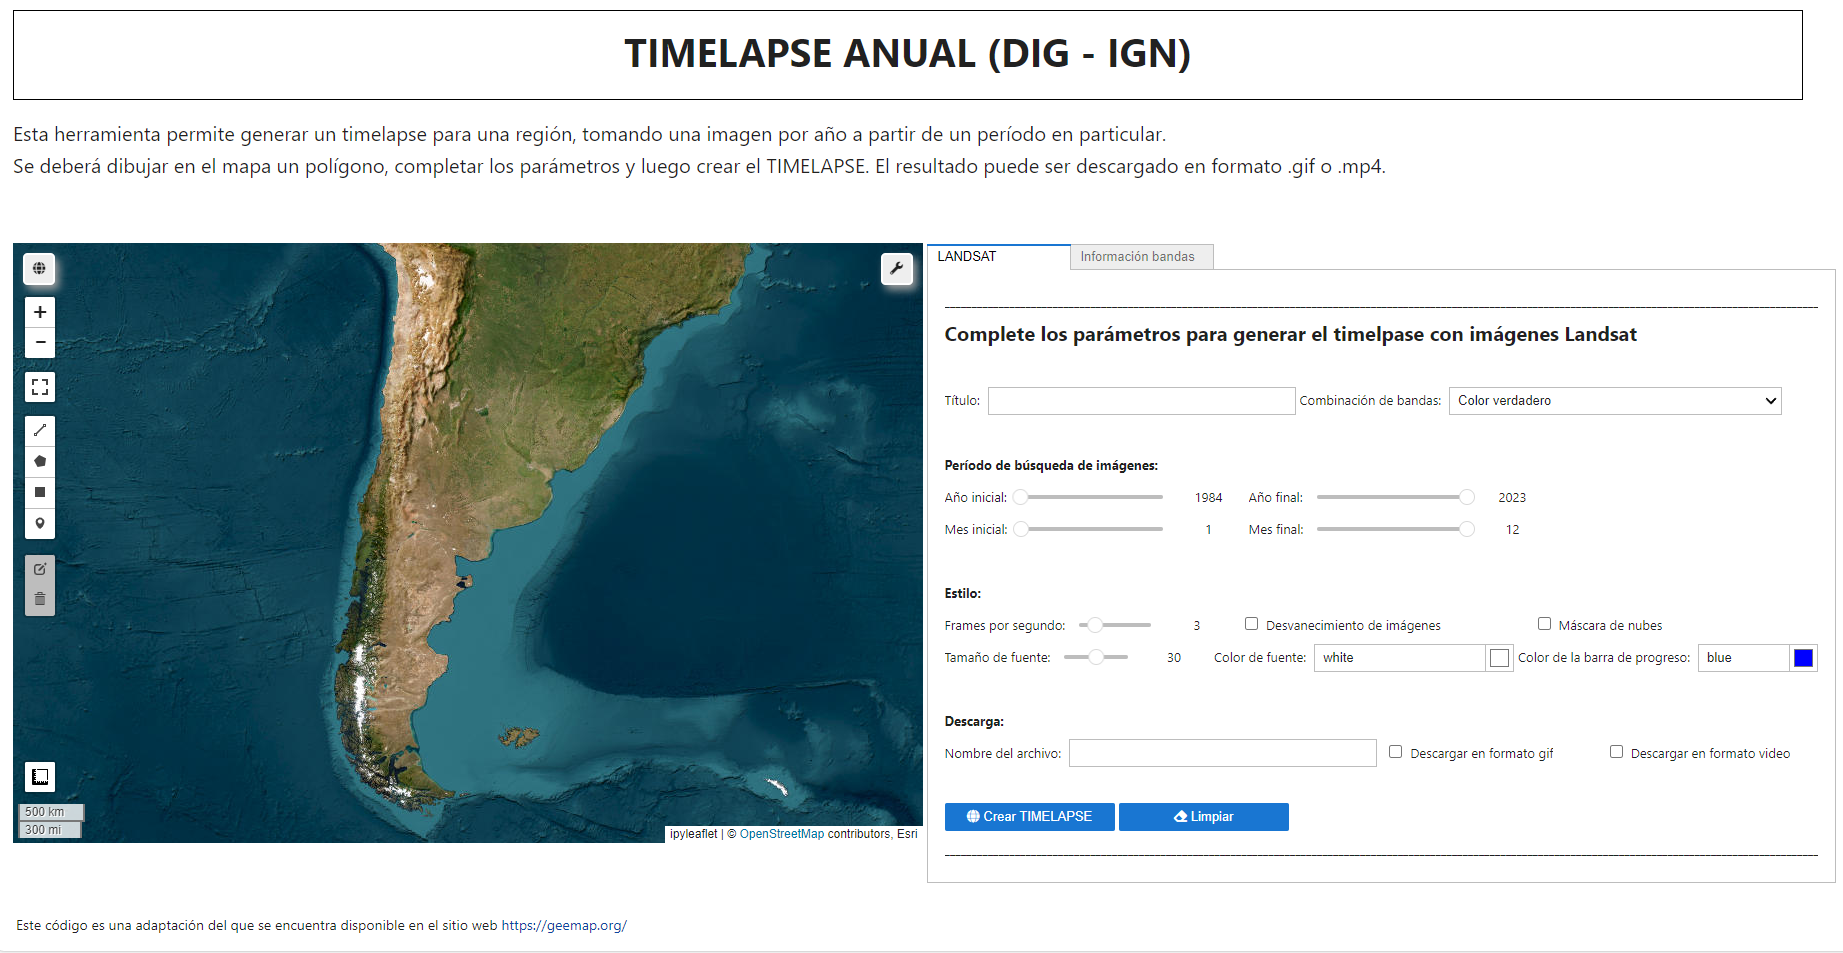 TIMELAPSE ANUAL (DIG - IGN)
Esta herramienta permite generar un timelapse para una región, tomando una imagen por año a partir de un período en particular.
Se deberá dibujar en el mapa un polígono, completar los parámetros y luego crear el TIMELAPSE. El resultado puede ser descargado en formato .gif o .mp4.
+
−
500 km
300 mi
ipyleaflet | © OpenStreetMap contributors, Esri
LANDSAT Información bandas
Complete los parámetros para generar el timelpase con imágenes Landsat
Título: Combinación de bandas: Color verdadero
Período de búsqueda de imágenes:
Año inicial: 1984 Año final: 2023
Mes inicial: 1 Mes final: 12
Estilo:
Frames por segundo: 3 Desvanecimiento de imágenes Máscara de nubes
Tamaño de fuente: 30 Color de fuente: white Color de la barra de progreso: blue
Descarga:
Nombre del archivo: Descargar en formato gif Descargar en formato video
Crear TIMELAPSE Limpiar
Este código es una adaptación del que se encuentra disponible en el sitio web https://geemap.org/